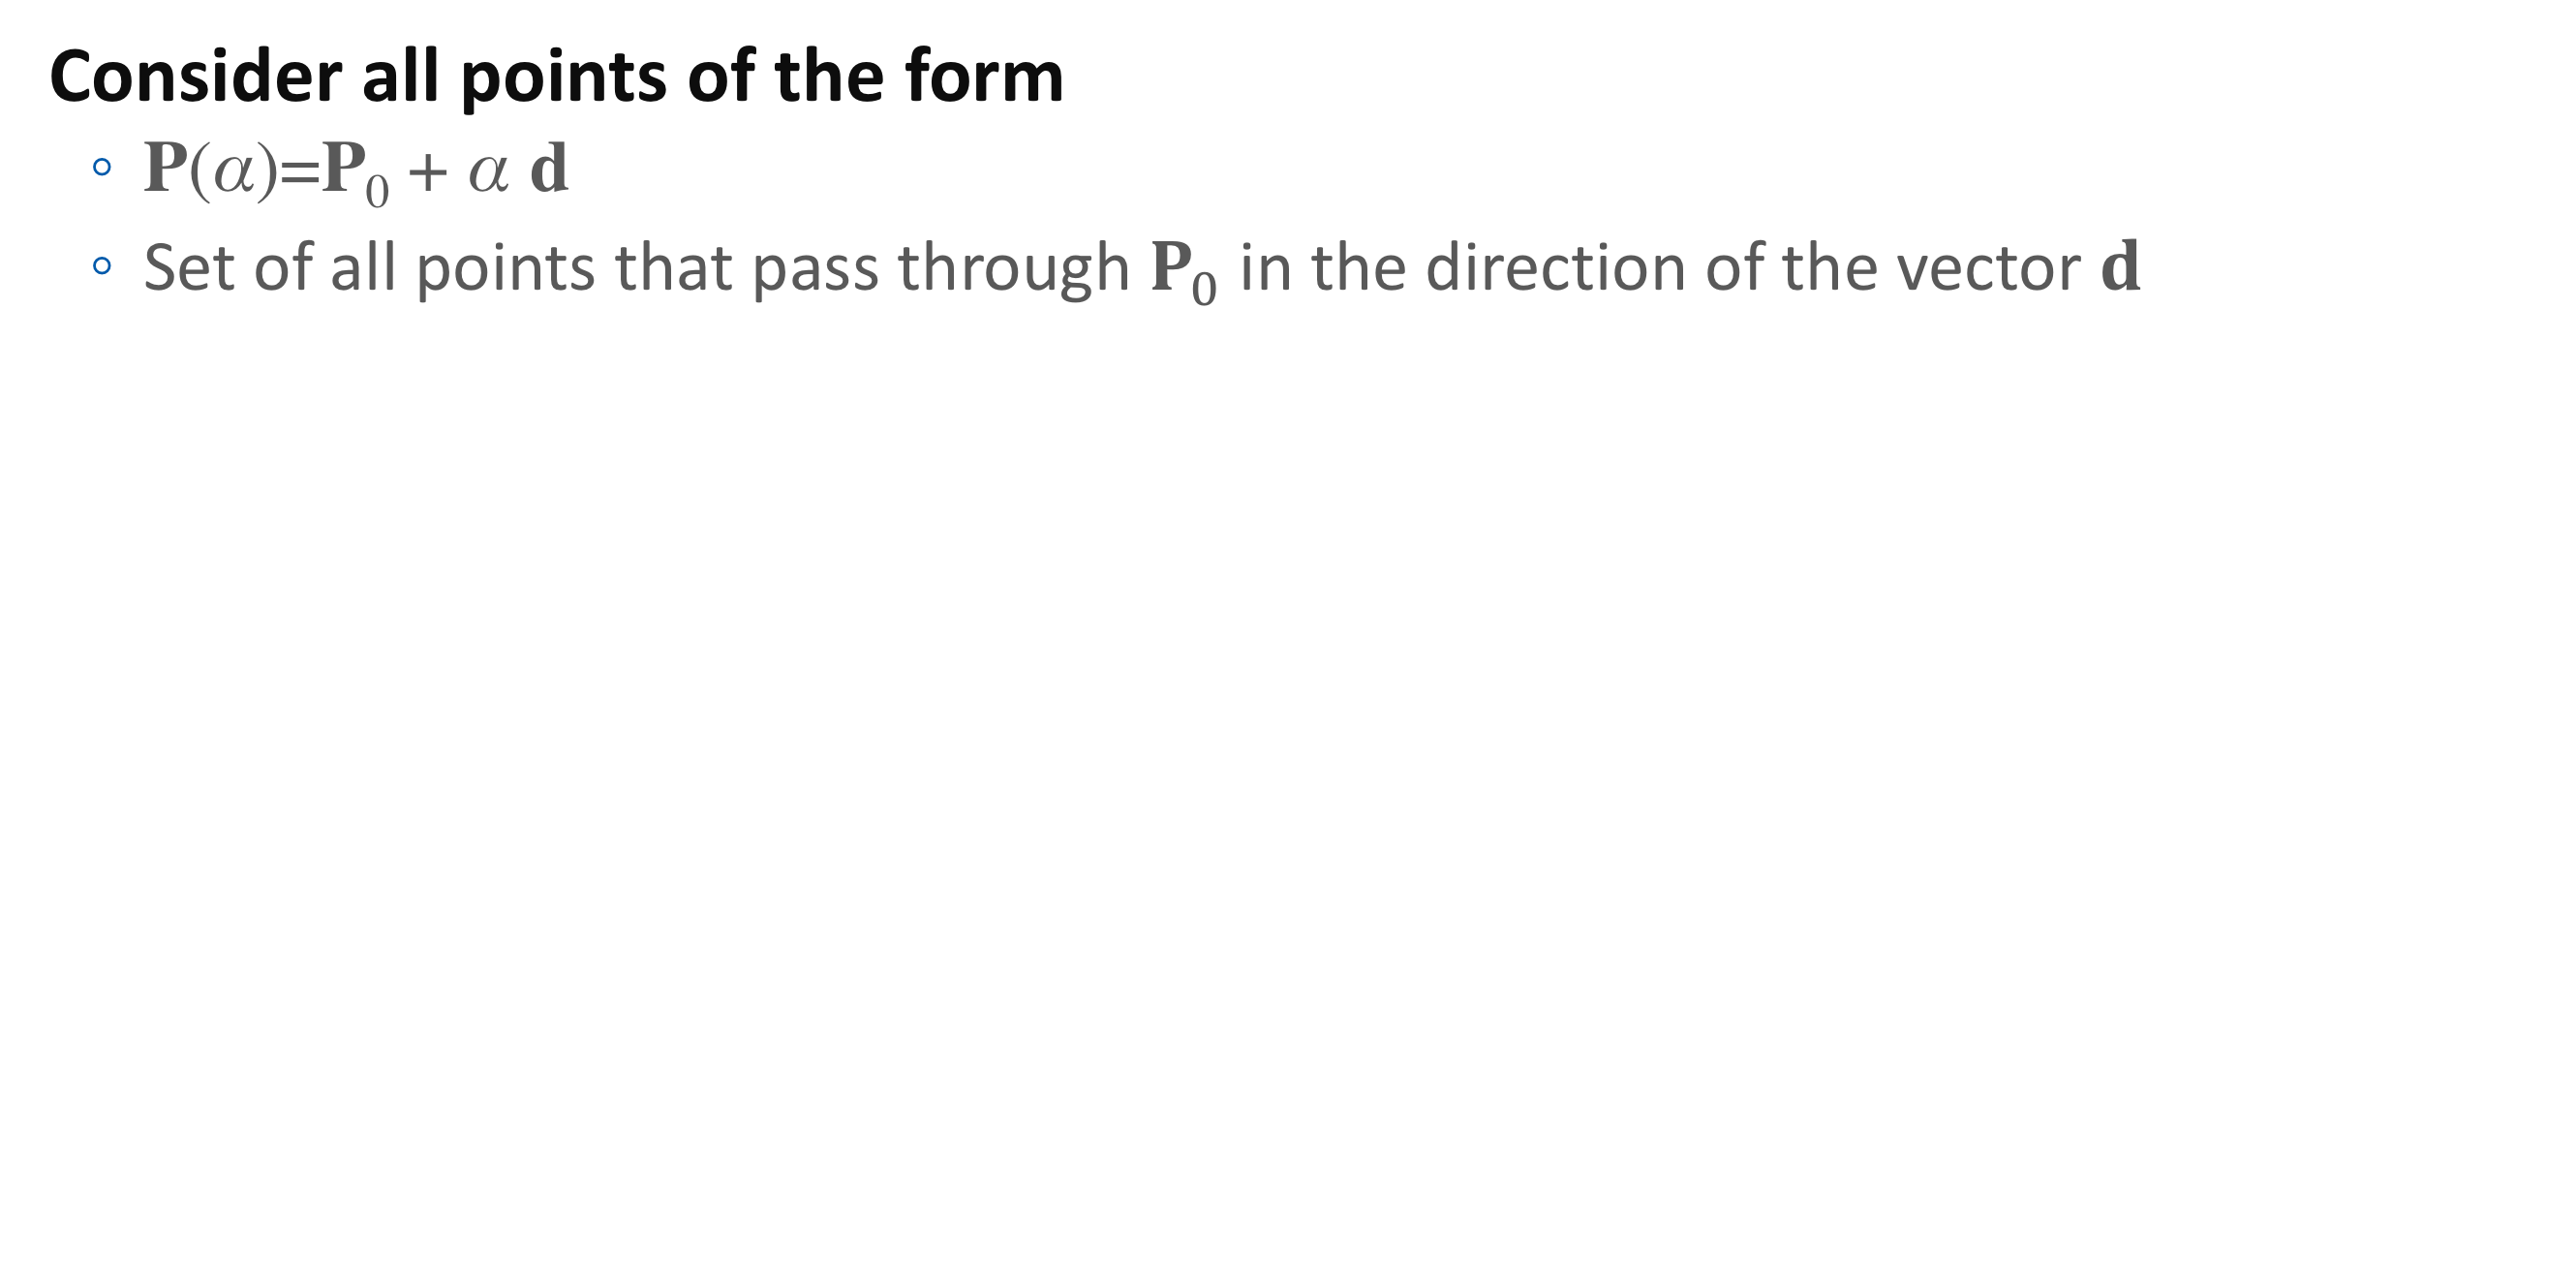 Consider all points of the form
◦ P(α)=P₀ + α d
◦ Set of all points that pass through P₀ in the direction of the vector d